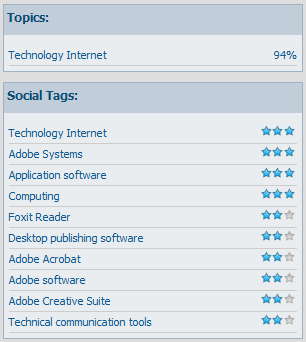 Topics:
Technology Internet 94%
Social Tags:
Technology Internet
Adobe Systems
Application software
Computing
Foxit Reader
Desktop publishing software
Adobe Acrobat
Adobe software
Adobe Creative Suite
Technical communication tools